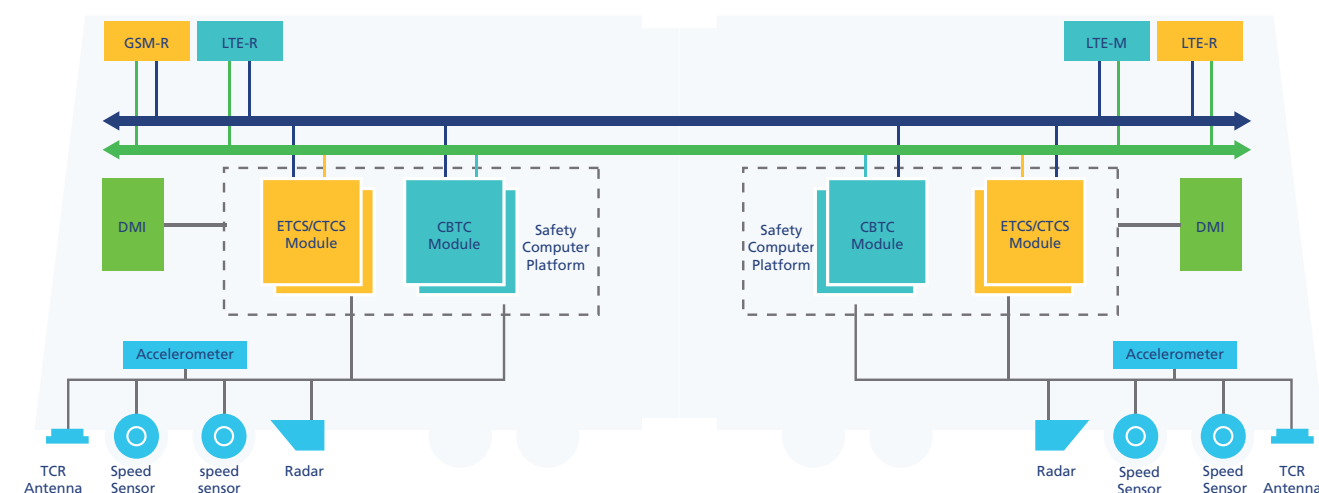 GSM-R
LTE-R
LTE-M
LTE-R
DMI
ETCS/CTCS
Module
CBTC
Module
Safety
Computer
Platform
Safety
Computer
Platform
CBTC
Module
ETCS/CTCS
Module
DMI
Accelerometer
Accelerometer
TCR
Antenna
Speed
Sensor
speed
sensor
Radar
Radar
Speed
Sensor
Speed
Sensor
TCR
Antenna